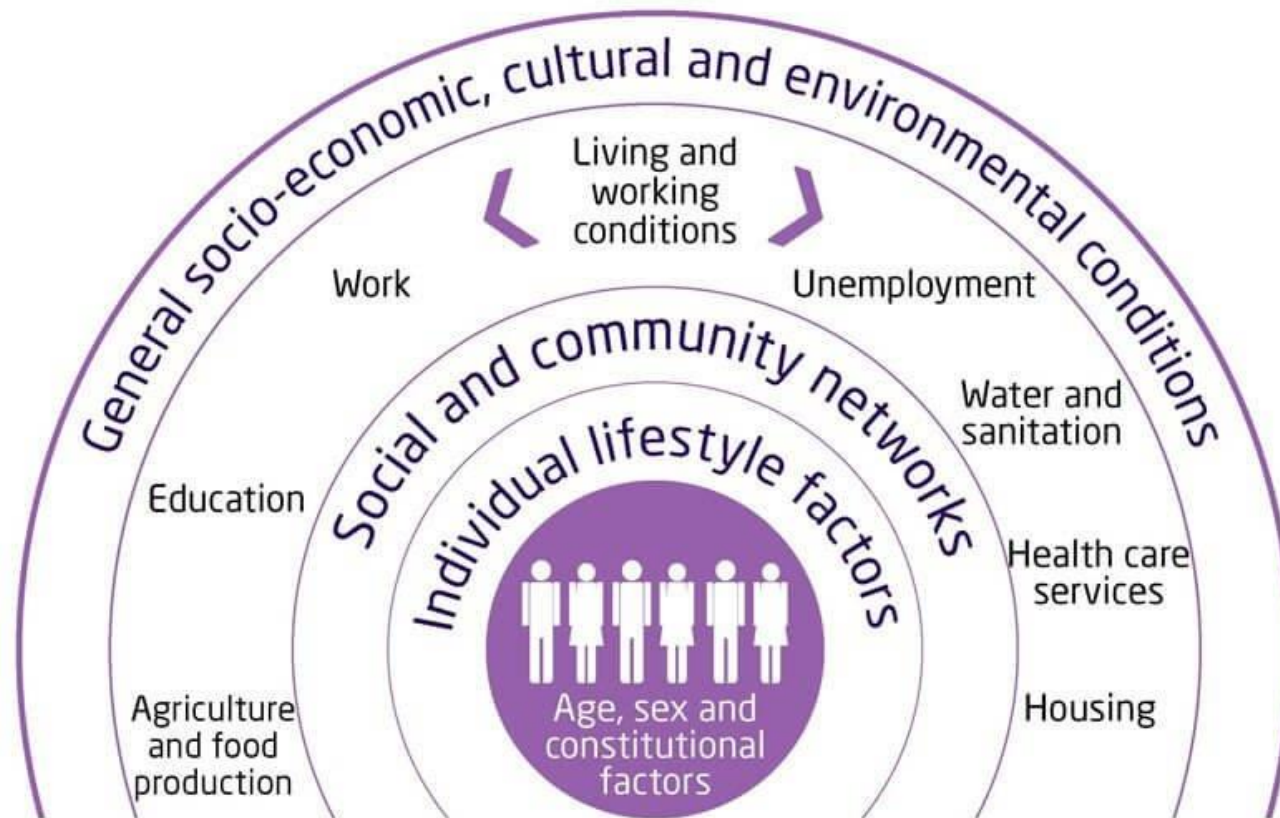 General socio-economic, cultural and environmental conditions
Living and
working
conditions
Work
Unemployment
Social and community networks
Water and
sanitation
Individual lifestyle factors
Education
Health care
services
Agriculture
and food
production
Housing
Age, sex and
constitutional
factors